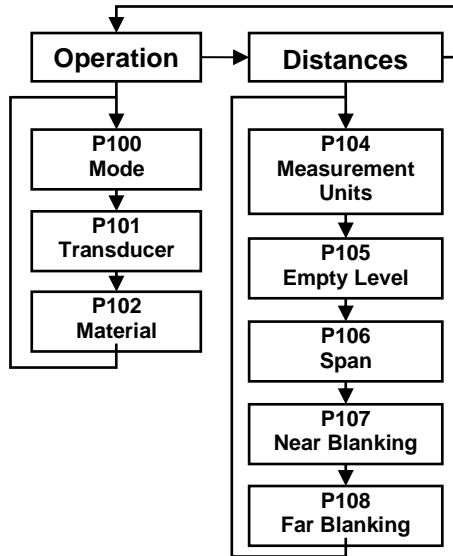 Operation
Distances
P100
Mode
P101
Transducer
P102
Material
P104
Measurement
Units
P105
Empty Level
P106
Span
P107
Near Blanking
P108
Far Blanking